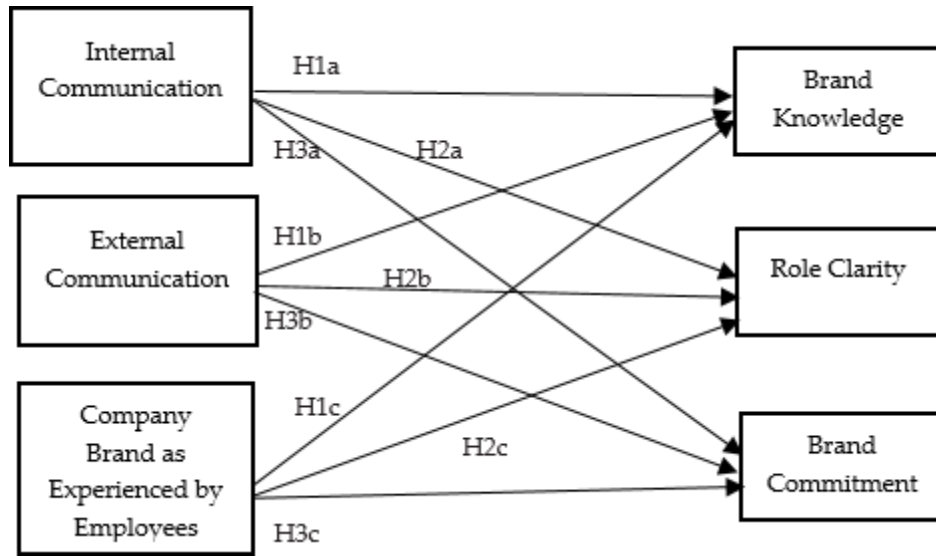 Internal
Communication
H1a
Brand
Knowledge
H3a
H2a
External
Communication
H1b
H2b
H3b
Role Clarity
Company
Brand as
Experienced by
Employees
H1c
H2c
H3c
Brand
Commitment